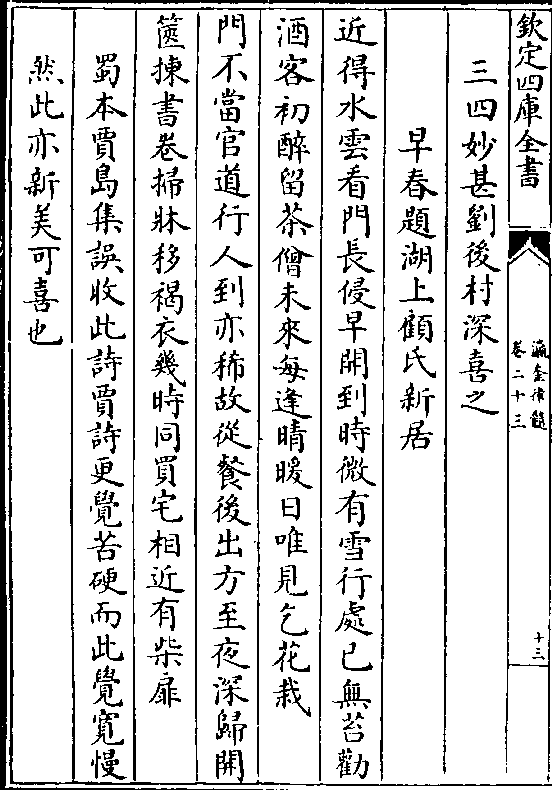 欽定四庫全書
瀛奎律髓
卷二十三
十三
三四妙甚劉後村深喜之
早春題湖上顧氏新居
近得水雲看門長侵早開到時微有雪行處已無苔勸
酒客初醉留茶僧未來每逢晴暖日唯見乞花栽
門不當官道行人到亦稀故從餐後出方至夜深歸開
篋揀書卷掃牀移褐衣幾時同買宅相近有柴扉
蜀本賈島集誤收此詩賈詩更覺苦硬而此覺寬慢
然此亦新美可喜也